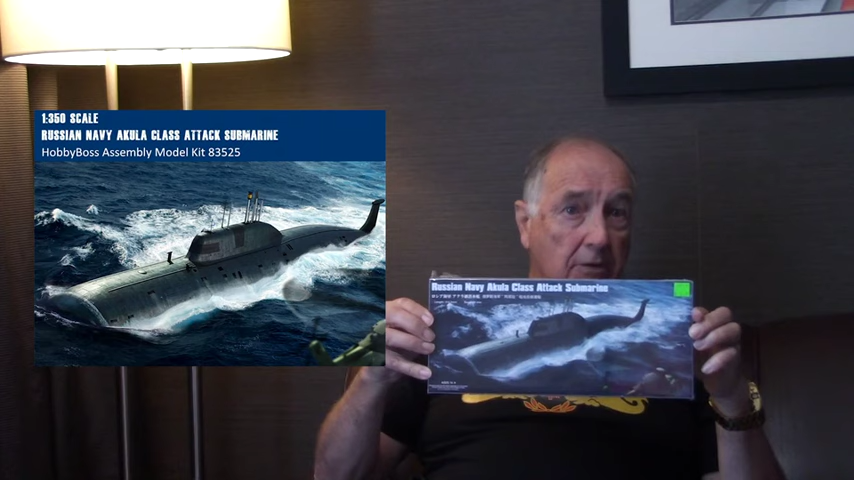 1:350 SCALE
RUSSIAN NAVY AKULA CLASS ATTACK SUBMARINE
HobbyBoss Assembly Model Kit 83525
Russian Navy Akula Class Attack Submarine